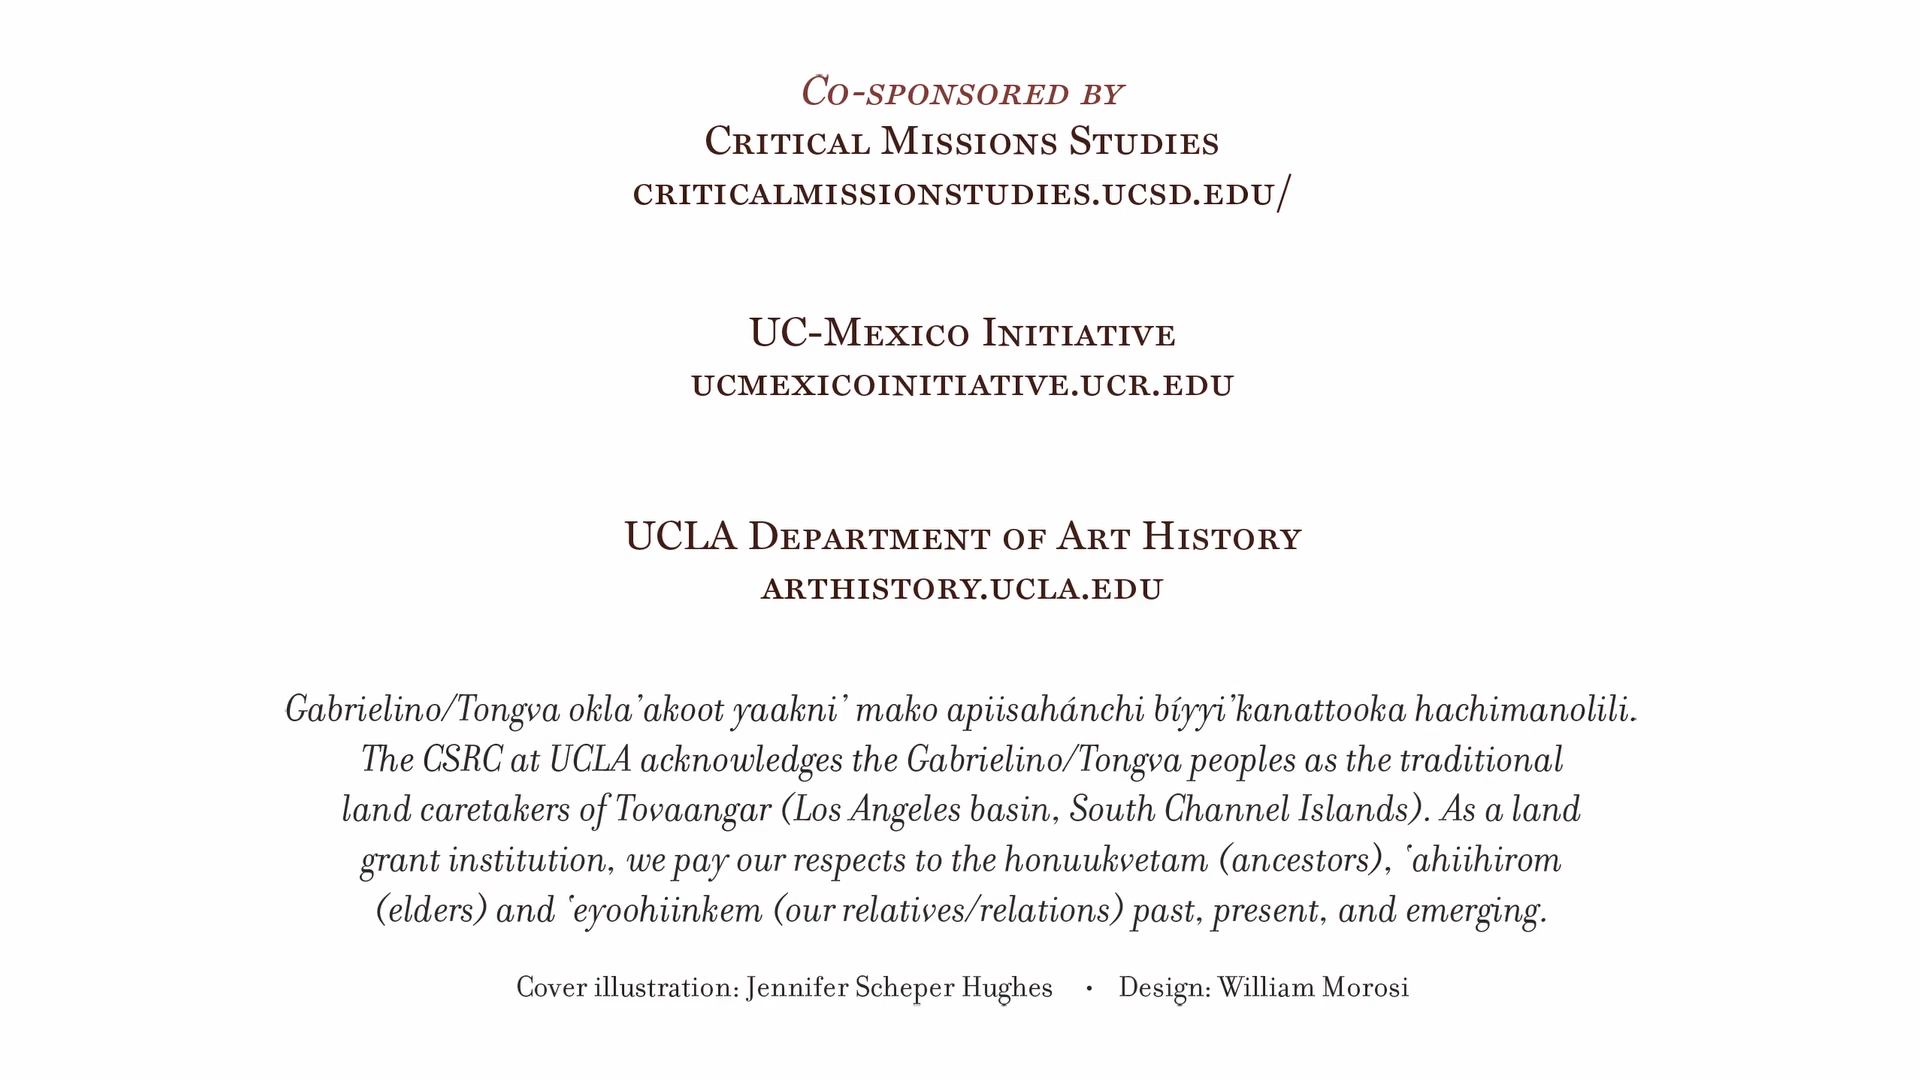 Co-sponsored by
Critical Missions Studies
criticalmissionstudies.ucsd.edu/
UC-Mexico Initiative
ucmexicoinitiative.ucr.edu
UCLA Department of Art History
arthistory.ucla.edu
Gabrielino/Tongva okla’akoot yaakni’ mako apiisahánchi bíyyi’kanattooka hachimanolili.
The CSRC at UCLA acknowledges the Gabrielino/Tongva peoples as the traditional
land caretakers of Tovaangar (Los Angeles basin, South Channel Islands). As a land
grant institution, we pay our respects to the honuukvetam (ancestors), ‛ahiihirom
(elders) and ‛eyoohiinkem (our relatives/relations) past, present, and emerging.
Cover illustration: Jennifer Scheper Hughes • Design: William Morosi